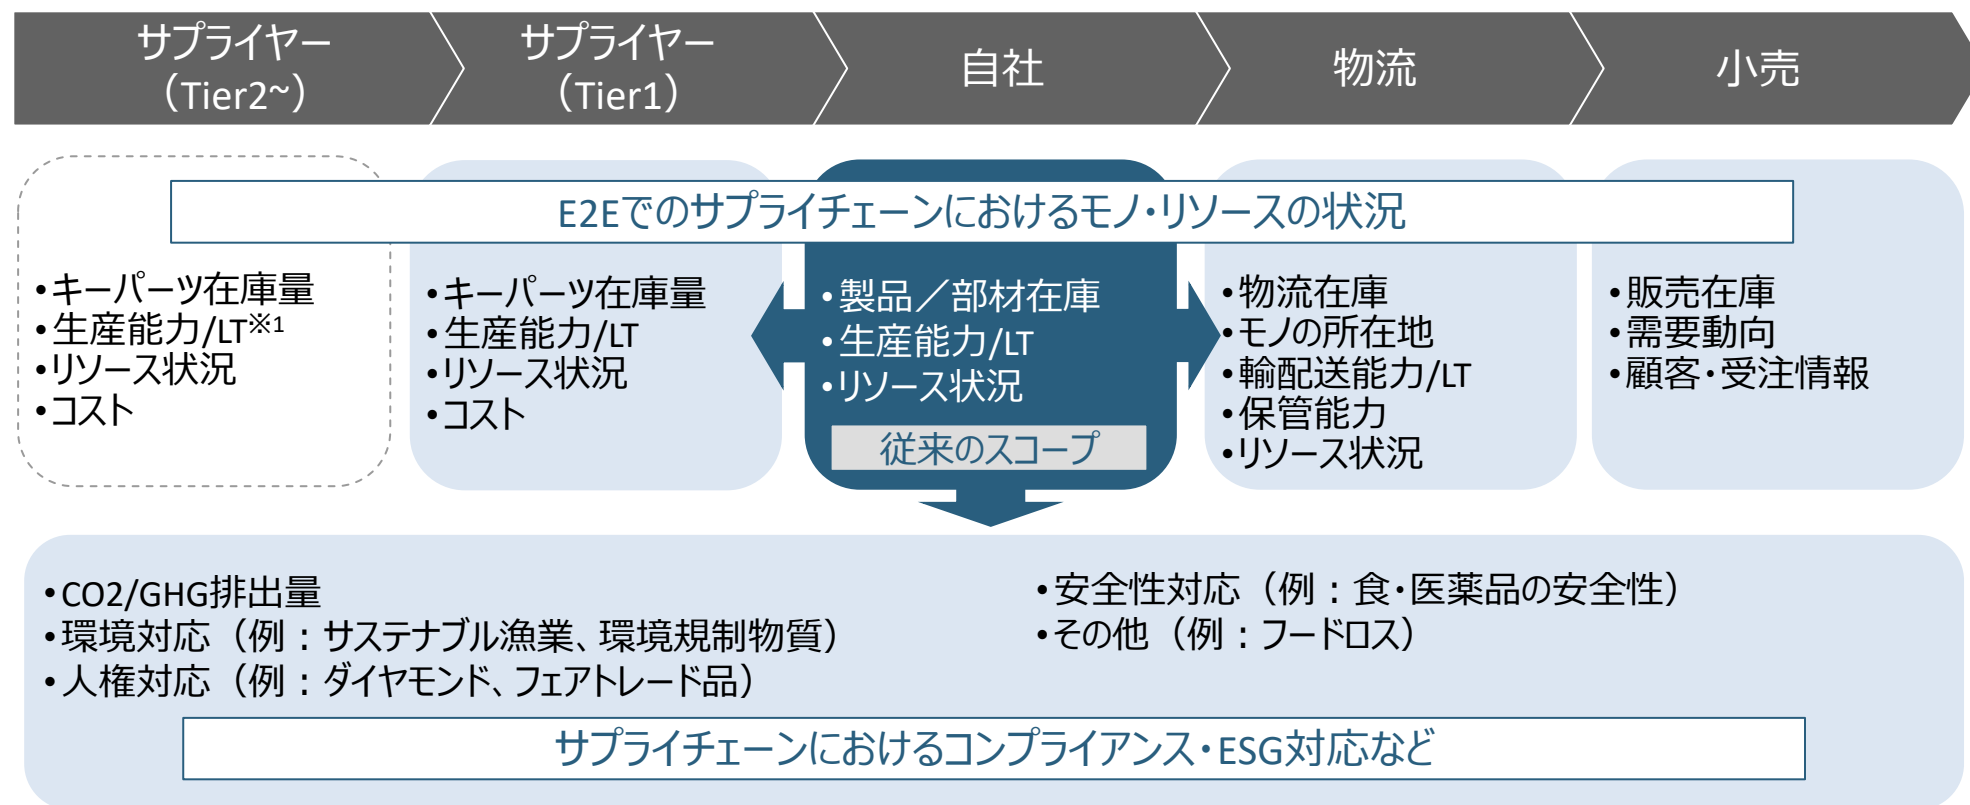 サプライヤー
（Tier2~）
サプライヤー
（Tier1）
自社
物流
小売
E2Eでのサプライチェーンにおけるモノ・リソースの状況
•キーパーツ在庫量
•生産能力/LT※1
•リソース状況
•コスト
•キーパーツ在庫量
•生産能力/LT
•リソース状況
•コスト
•製品／部材在庫
•生産能力/LT
•リソース状況
従来のスコープ
•物流在庫
•モノの所在地
•輸配送能力/LT
•保管能力
•リソース状況
•販売在庫
•需要動向
•顧客・受注情報
•CO2/GHG排出量
•環境対応（例：サステナブル漁業、環境規制物質）
•人権対応（例：ダイヤモンド、フェアトレード品）
•安全性対応（例：食・医薬品の安全性）
•その他（例：フードロス）
サプライチェーンにおけるコンプライアンス・ESG対応など